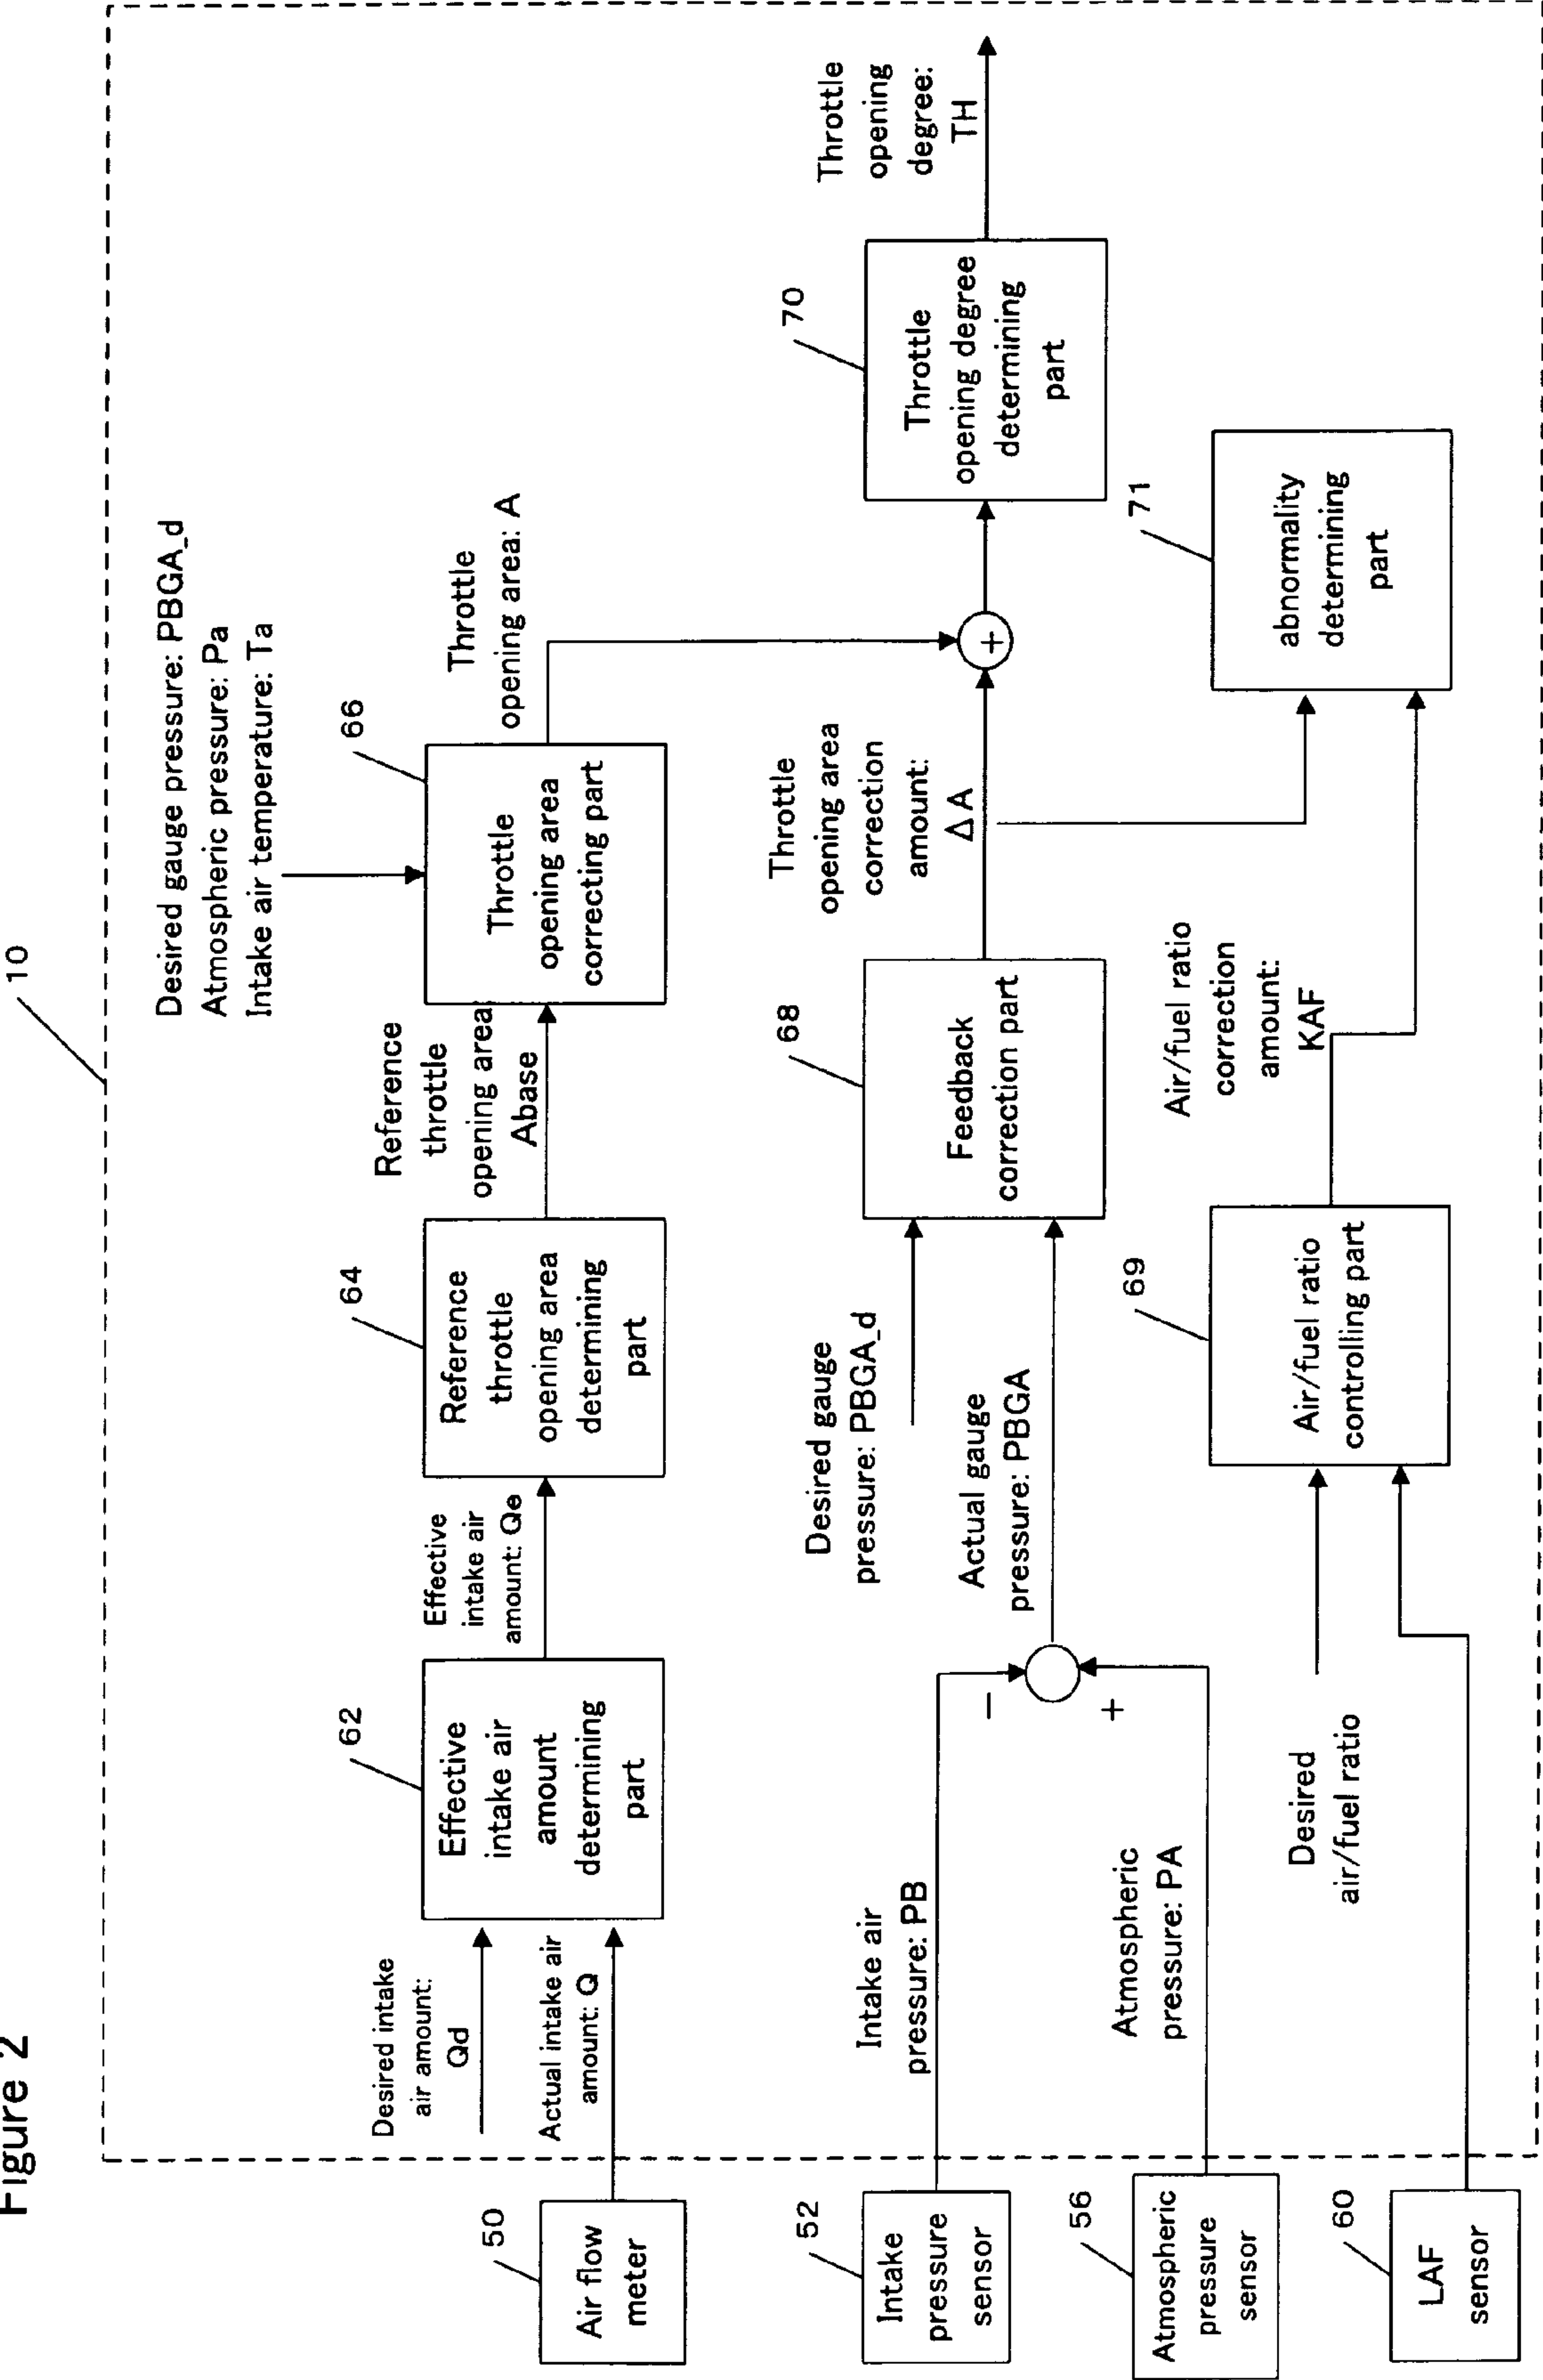 Figure 2
10
Desired gauge pressure: PBGA_d
Atmospheric pressure: Pa
Intake air temperature: Ta
50
Air flow
meter
Desired intake
air amount:
Qd
Actual intake air
amount: Q
62
Effective
intake air
amount
determining
part
Effective
intake air
amount: Qe
64
Reference
throttle
opening area
determining
part
Reference
throttle
opening area:
Abase
66
Throttle
opening area
correcting part
Throttle
opening area: A
52
Intake
pressure
sensor
Intake air
pressure: PB
−
+
56
Atmospheric
pressure
sensor
Atmospheric
pressure: PA
Desired gauge
pressure: PBGA_d
Actual gauge
pressure: PBGA
68
Feedback
correction part
Throttle
opening area
correction
amount:
ΔA
+
70
Throttle
opening degree
determining
part
Throttle
opening
degree:
TH
60
LAF
sensor
Desired
air/fuel ratio
69
Air/fuel ratio
controlling part
Air/fuel ratio
correction
amount:
KAF
71
abnormality
determining
part